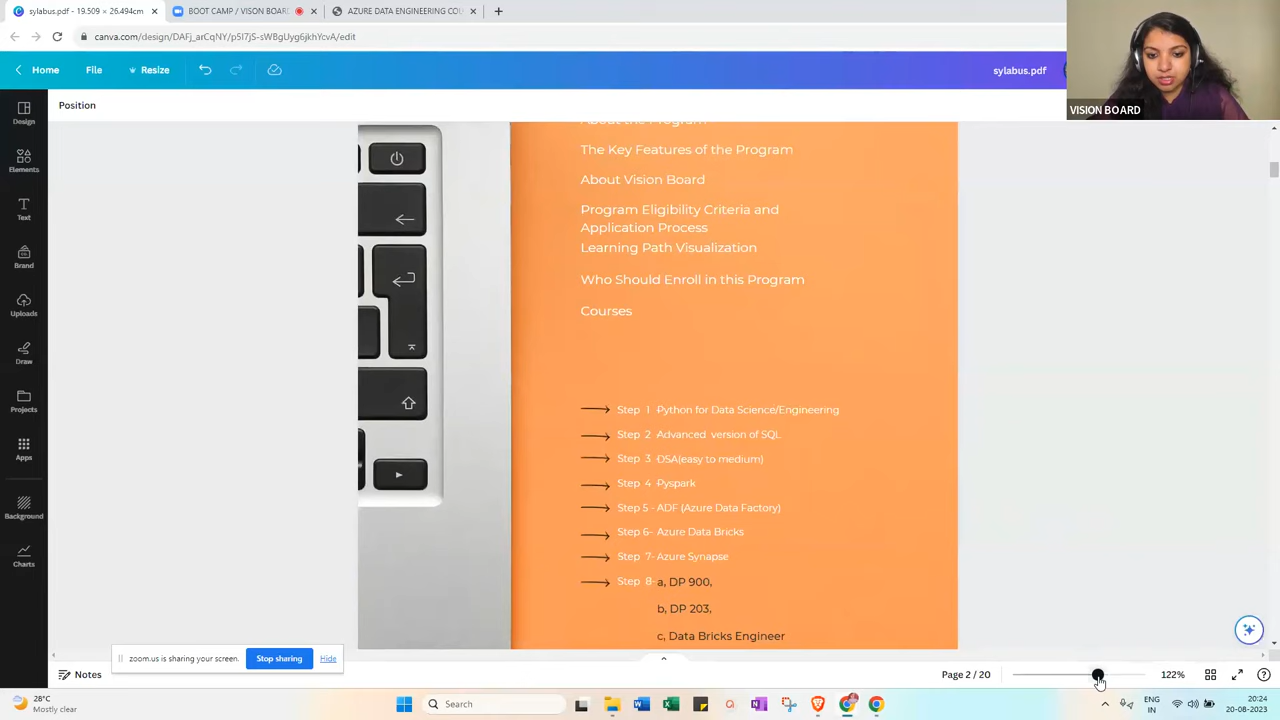 sylabus.pdf - 19.509 × 26.494cm
BOOT CAMP / VISON BOARD
AZURE DATA ENGINEERING COU
canva.com/design/DAFj_arCqNY/p5I7jS-sWBgUyg6jkhYcvA/edit
Home
File
Resize
sylabus.pdf
VISION BOARD
Position
Design
Elements
Text
Brand
Uploads
Draw
Projects
Apps
Background
Charts
About the Program
The Key Features of the Program
About Vision Board
Program Eligibility Criteria and
Application Process
Learning Path Visualization
Who Should Enroll in this Program
Courses
Step 1 -Python for Data Science/Engineering
Step 2 -Advanced version of SQL
Step 3 -DSA(easy to medium)
Step 4 -Pyspark
Step 5 - ADF (Azure Data Factory)
Step 6- Azure Data Bricks
Step 7- Azure Synapse
Step 8- a, DP 900,
b, DP 203,
c, Data Bricks Engineer
zoom.us is sharing your screen.
Stop sharing
Hide
Notes
Page 2 / 20
122%
28°C
Mostly clear
Search
ENG
IN
20:24
20-08-2023